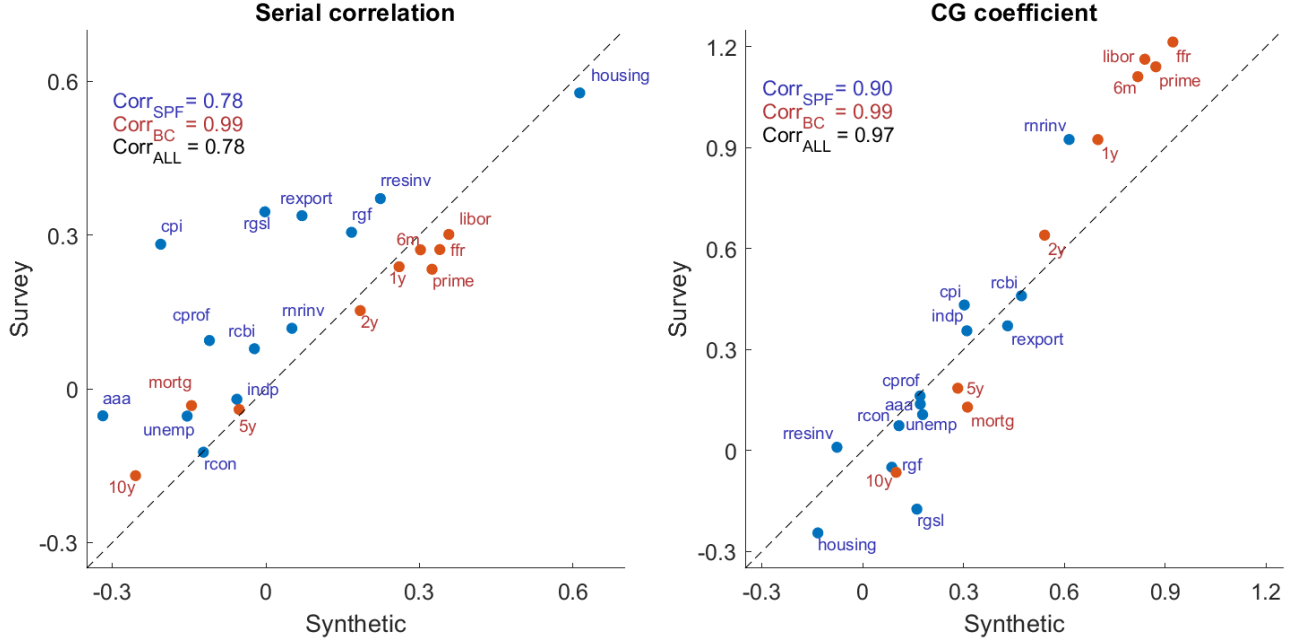 Serial correlation
Corr_SPF = 0.78
Corr_BC = 0.99
Corr_ALL = 0.78
housing
rresinv
rexport
rgsl
rgf
cpi
libor
6m
ffr
1y
prime
2y
rnrinv
cprof
rcbi
mortg
indp
aaa
5y
unemp
rcon
10y
0.6
0.3
0
-0.3
-0.3
0
0.3
0.6
Survey
Synthetic
CG coefficient
Corr_SPF = 0.90
Corr_BC = 0.99
Corr_ALL = 0.97
libor
ffr
6m
prime
rnrinv
1y
2y
rcbi
cpi
indp
rexport
cprof
5y
aaa
mortg
rcon
unemp
rresinv
rgf
10y
rgsl
housing
1.2
0.9
0.6
0.3
0
-0.3
-0.3
0
0.3
0.6
0.9
1.2
Survey
Synthetic